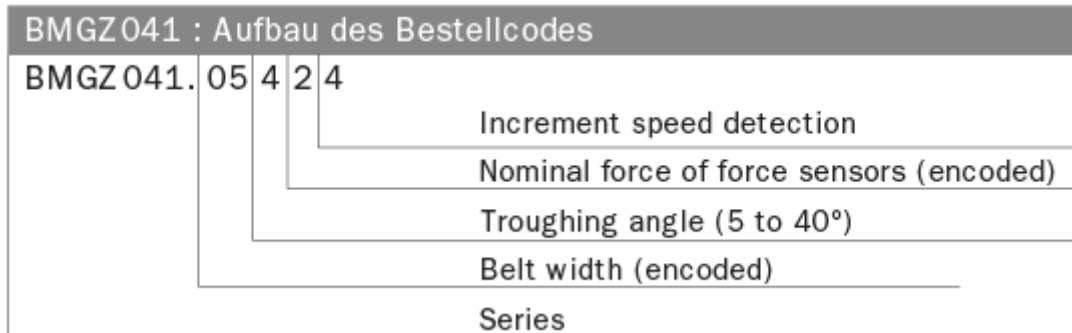 BMGZ041 : Aufbau des Bestellcodes
BMGZ041. 05 4 2 4
Increment speed detection
Nominal force of force sensors (encoded)
Troughing angle (5 to 40°)
Belt width (encoded)
Series